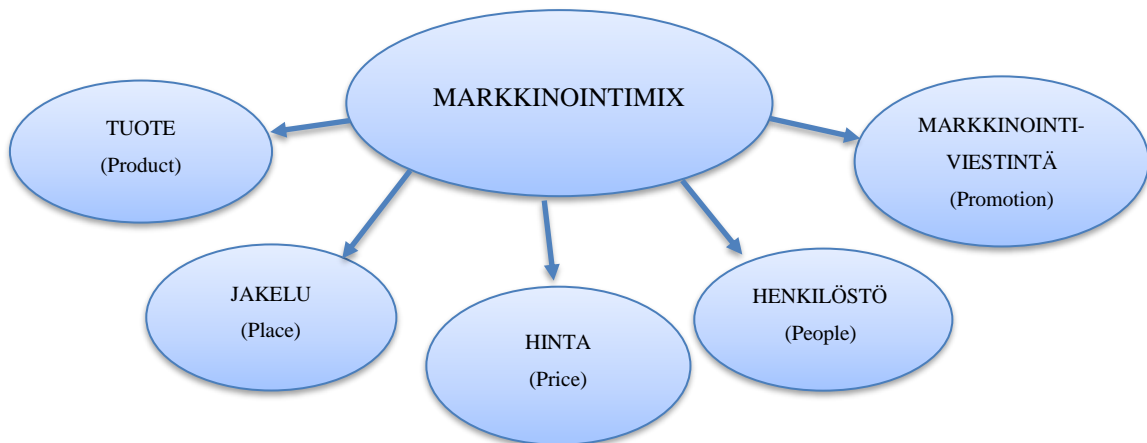 MARKKINOINTIMIX
TUOTE
(Product)
JAKELU
(Place)
HINTA
(Price)
HENKILÖSTÖ
(People)
MARKKINOINTI-
VIESTINTÄ
(Promotion)